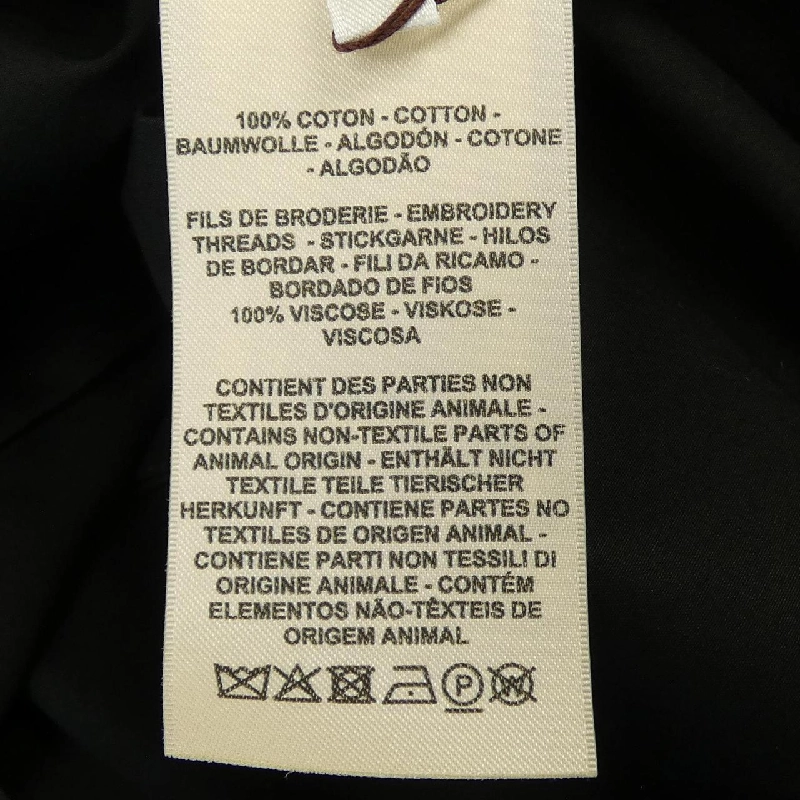 100% COTON - COTTON -
BAUMWOLLE - ALGODÓN - COTONE
- ALGODÃO
FILS DE BRODERIE - EMBROIDERY
THREADS - STICKGARNE - HILOS
DE BORDAR - FILI DA RICAMO -
BORDADO DE FIOS
100% VISCOSE - VISKOSE -
VISCOSA
CONTIENT DES PARTIES NON
TEXTILES D'ORIGINE ANIMALE -
CONTAINS NON-TEXTILE PARTS OF
ANIMAL ORIGIN - ENTHÄLT NICHT
TEXTILE TEILE TIERISCHER
HERKUNFT - CONTIENE PARTES NO
TEXTILES DE ORIGEN ANIMAL -
CONTIENE PARTI NON TESSILI DI
ORIGINE ANIMALE - CONTÉM
ELEMENTOS NÃO-TÊXTEIS DE
ORIGEM ANIMAL
P W